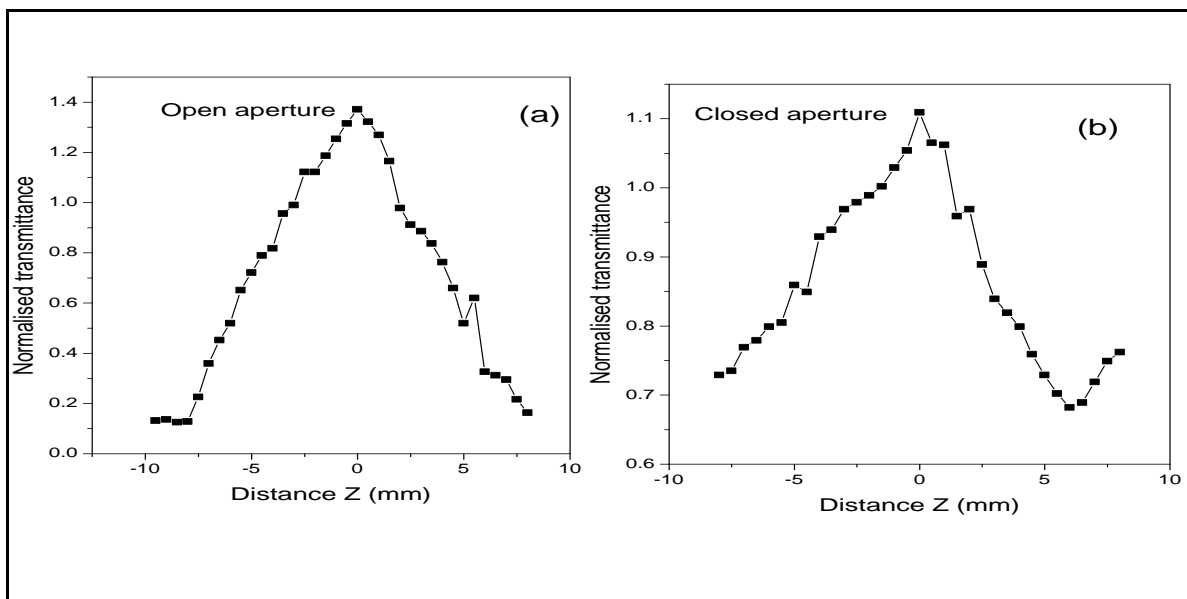 Open aperture
(a)
Normalised transmittance
1.4
1.2
1.0
0.8
0.6
0.4
0.2
0.0
-10
-5
0
5
10
Distance Z (mm)
Closed aperture
(b)
Normalised transmittance
1.1
1.0
0.9
0.8
0.7
0.6
-5
0
5
10
Distance Z (mm)